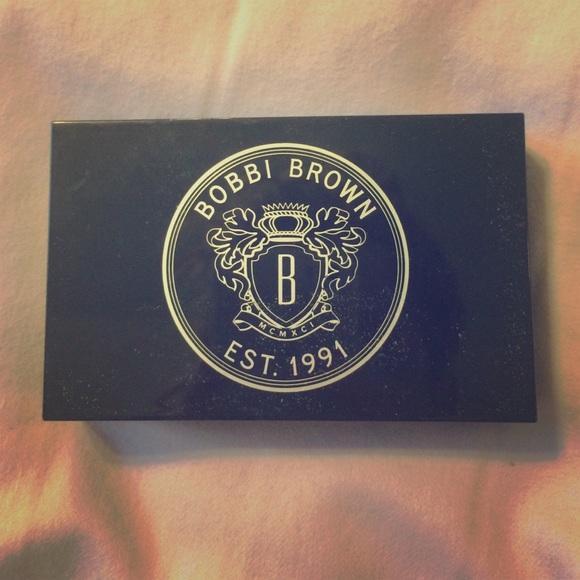 BOBBI BROWN
B
MCMXCI
EST. 1991